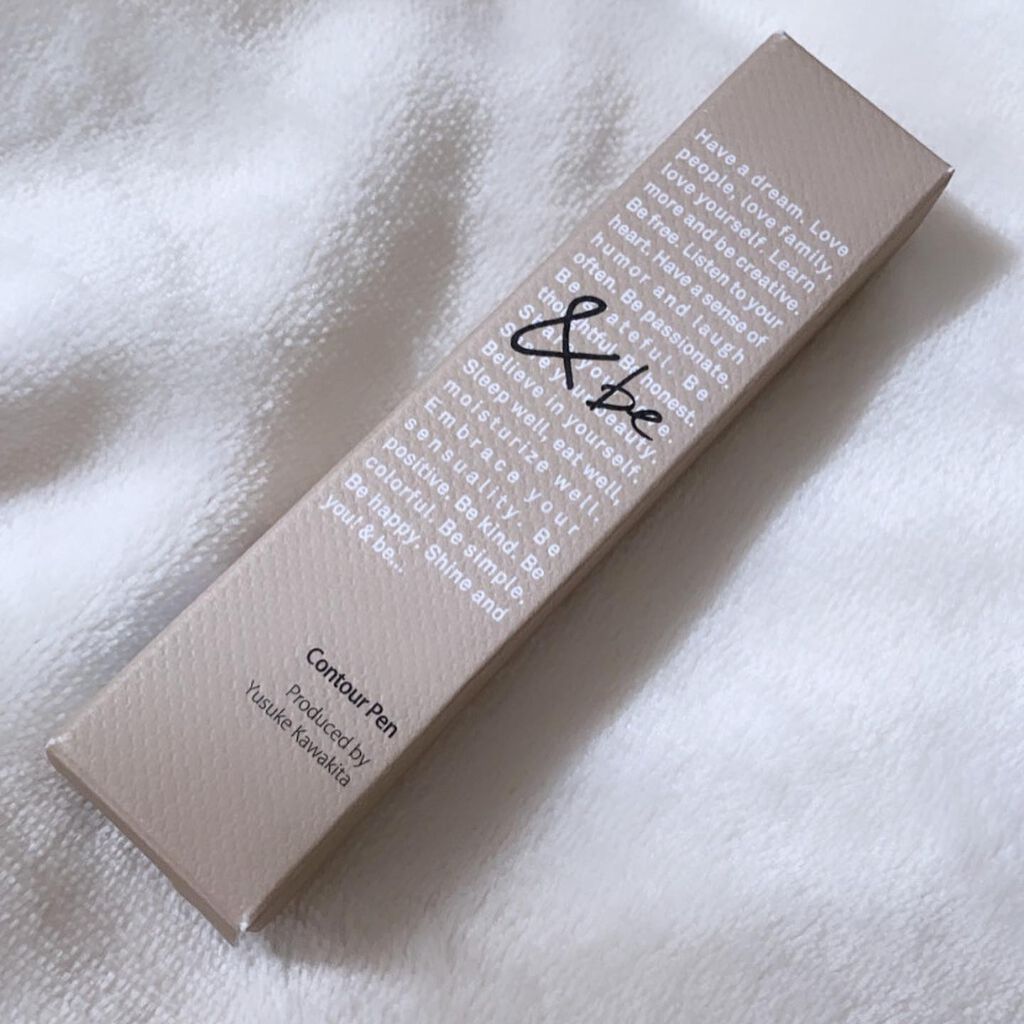 Have a dream. Love
people, love family,
love yourself. Learn
more and be creative.
Be free. Listen to your
heart. Have a sense of
humor and laugh
often. Be passionate.
Be grateful. Be
thoughtful. Be honest.
Believe in yourself.
Sleep well, eat well,
moisturize well.
Embrace your
sensuality. Be
positive. Be kind. Be
colorful. Be simple.
Be happy. Shine and
you! & be...
& be
Contour Pen
Produced by
Yusuke Kawakita